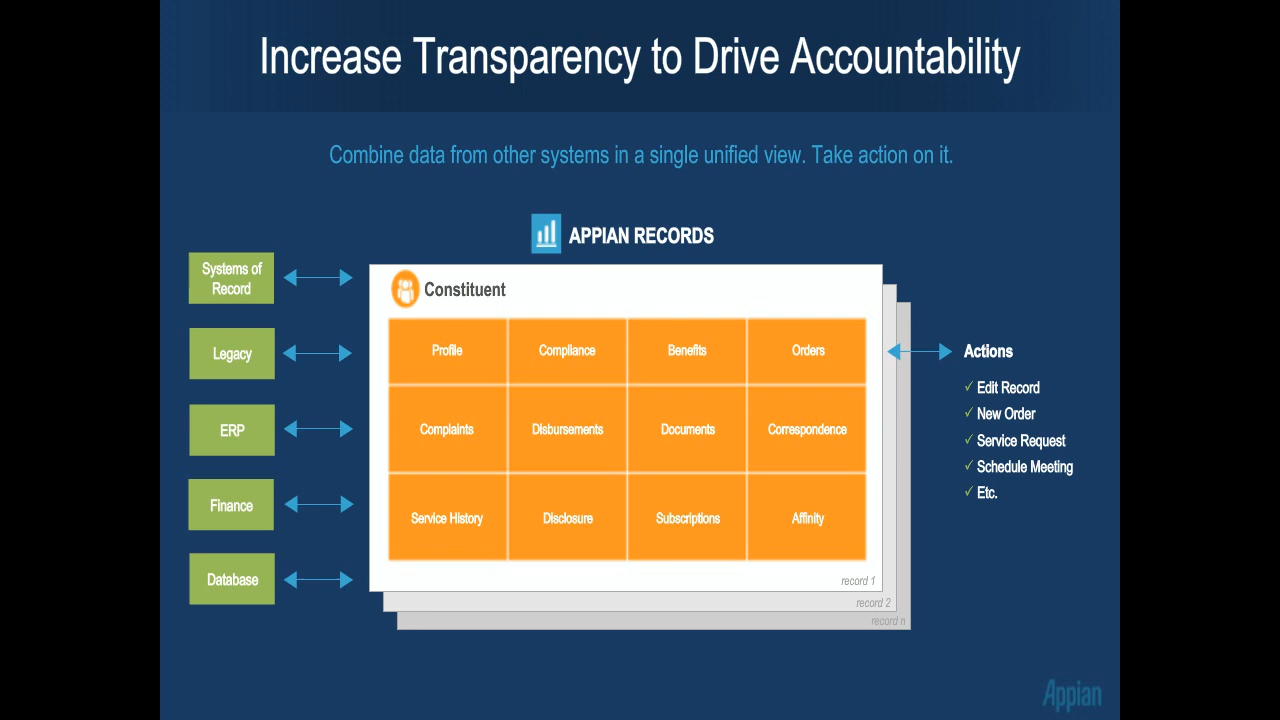 Increase Transparency to Drive Accountability
Combine data from other systems in a single unified view. Take action on it.
APPIAN RECORDS
Systems of
Record
Legacy
ERP
Finance
Database
Constituent
Profile
Compliance
Benefits
Orders
Complaints
Disbursements
Documents
Correspondence
Service History
Disclosure
Subscriptions
Affinity
record 1
record 2
record n
Actions
✓ Edit Record
✓ New Order
✓ Service Request
✓ Schedule Meeting
✓ Etc.
Appian